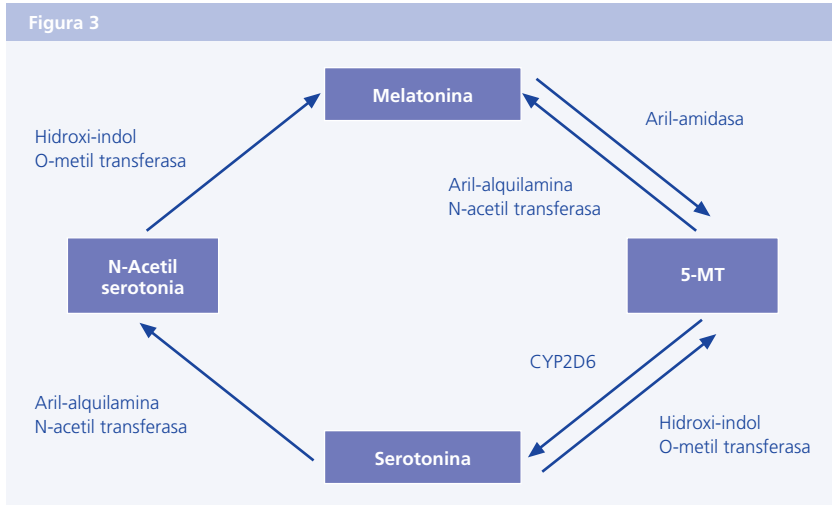 Figura 3
Melatonina
Hidroxi-indol
O-metil transferasa
Aril-amidasa
Aril-alquilamina
N-acetil transferasa
N-Acetil
serotonia
5-MT
CYP2D6
Aril-alquilamina
N-acetil transferasa
Hidroxi-indol
O-metil transferasa
Serotonina